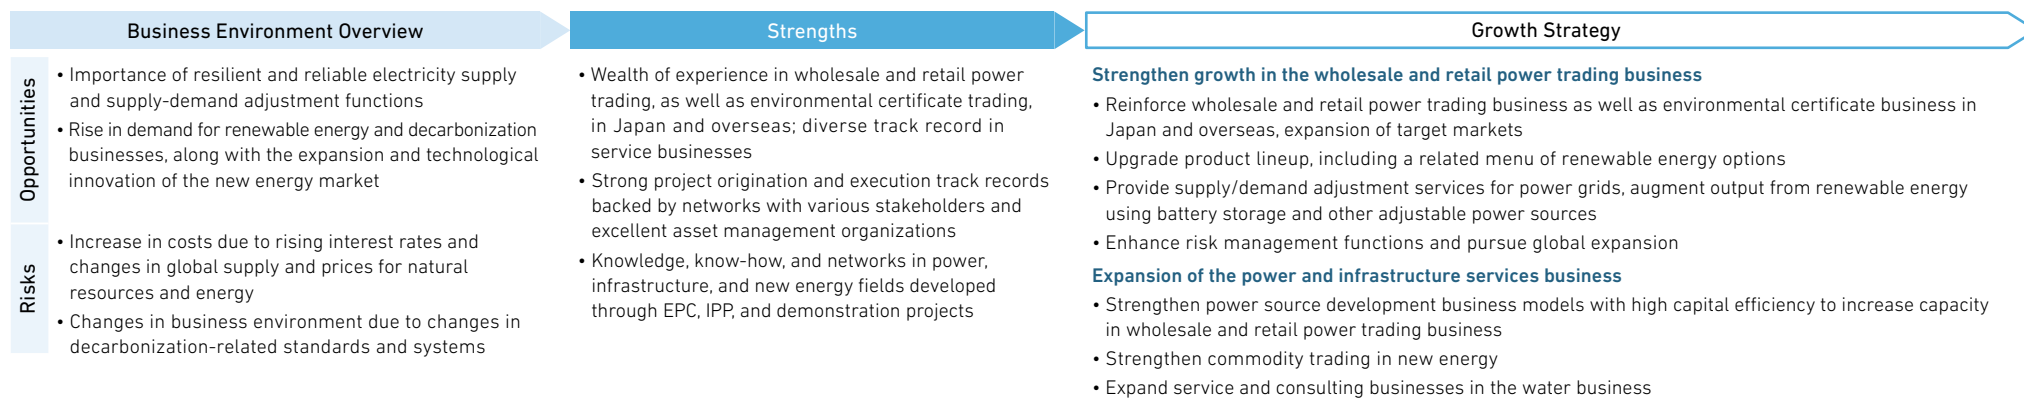 Business Environment Overview
Opportunities
• Importance of resilient and reliable electricity supply
and supply-demand adjustment functions
• Rise in demand for renewable energy and decarbonization
businesses, along with the expansion and technological
innovation of the new energy market
Risks
• Increase in costs due to rising interest rates and
changes in global supply and prices for natural
resources and energy
• Changes in business environment due to changes in
decarbonization-related standards and systems
Strengths
• Wealth of experience in wholesale and retail power
trading, as well as environmental certificate trading,
in Japan and overseas; diverse track record in
service businesses
• Strong project origination and execution track records
backed by networks with various stakeholders and
excellent asset management organizations
• Knowledge, know-how, and networks in power,
infrastructure, and new energy fields developed
through EPC, IPP, and demonstration projects
Growth Strategy
Strengthen growth in the wholesale and retail power trading business
• Reinforce wholesale and retail power trading business as well as environmental certificate business in
Japan and overseas, expansion of target markets
• Upgrade product lineup, including a related menu of renewable energy options
• Provide supply/demand adjustment services for power grids, augment output from renewable energy
using battery storage and other adjustable power sources
• Enhance risk management functions and pursue global expansion
Expansion of the power and infrastructure services business
• Strengthen power source development business models with high capital efficiency to increase capacity
in wholesale and retail power trading business
• Strengthen commodity trading in new energy
• Expand service and consulting businesses in the water business